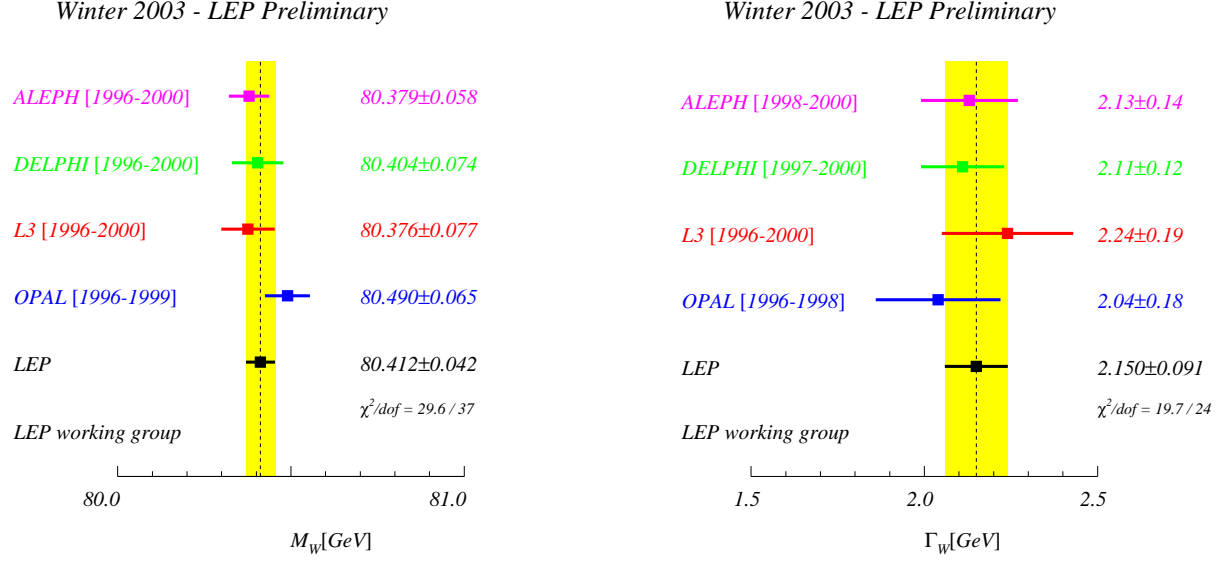 Winter 2003 - LEP Preliminary
ALEPH [1996-2000] 80.379±0.058
DELPHI [1996-2000] 80.404±0.074
L3 [1996-2000] 80.376±0.077
OPAL [1996-1999] 80.490±0.065
LEP 80.412±0.042
χ²/dof = 29.6 / 37
LEP working group
80.0 81.0
M_W[GeV]
Winter 2003 - LEP Preliminary
ALEPH [1998-2000] 2.13±0.14
DELPHI [1997-2000] 2.11±0.12
L3 [1996-2000] 2.24±0.19
OPAL [1996-1998] 2.04±0.18
LEP 2.150±0.091
χ²/dof = 19.7 / 24
LEP working group
1.5 2.0 2.5
Γ_W[GeV]